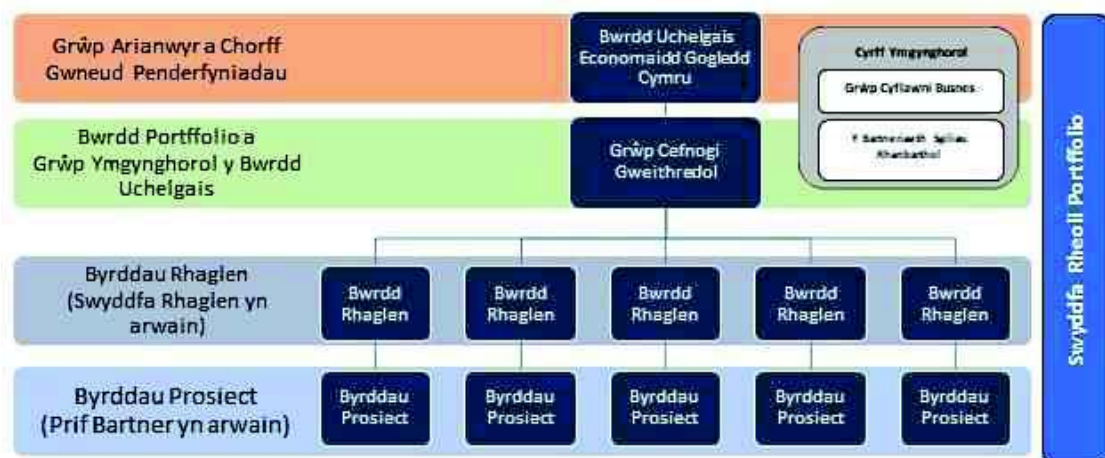 Grŵp Arianwyr a Chorff
Gwneud Penderfyniadau
Bwrdd Uchelgais
Economaidd Gogledd
Cymru
Cyrff Ymgynghorol
Grŵp Cyflawni Busnes
Y Bartneriaeth Sgiliau
Rhanbarthol
Bwrdd Portffolio a
Grŵp Ymgynghorol y Bwrdd
Uchelgais
Grŵp Cefnogi
Gweithredol
Byrddau Rhaglen
(Swyddfa Rhaglen yn
arwain)
Bwrdd
Rhaglen
Bwrdd
Rhaglen
Bwrdd
Rhaglen
Bwrdd
Rhaglen
Bwrdd
Rhaglen
Byrddau Prosiect
(Prif Bartner yn arwain)
Byrddau
Prosiect
Byrddau
Prosiect
Byrddau
Prosiect
Byrddau
Prosiect
Byrddau
Prosiect
Swyddfa Rheoli Portffolio